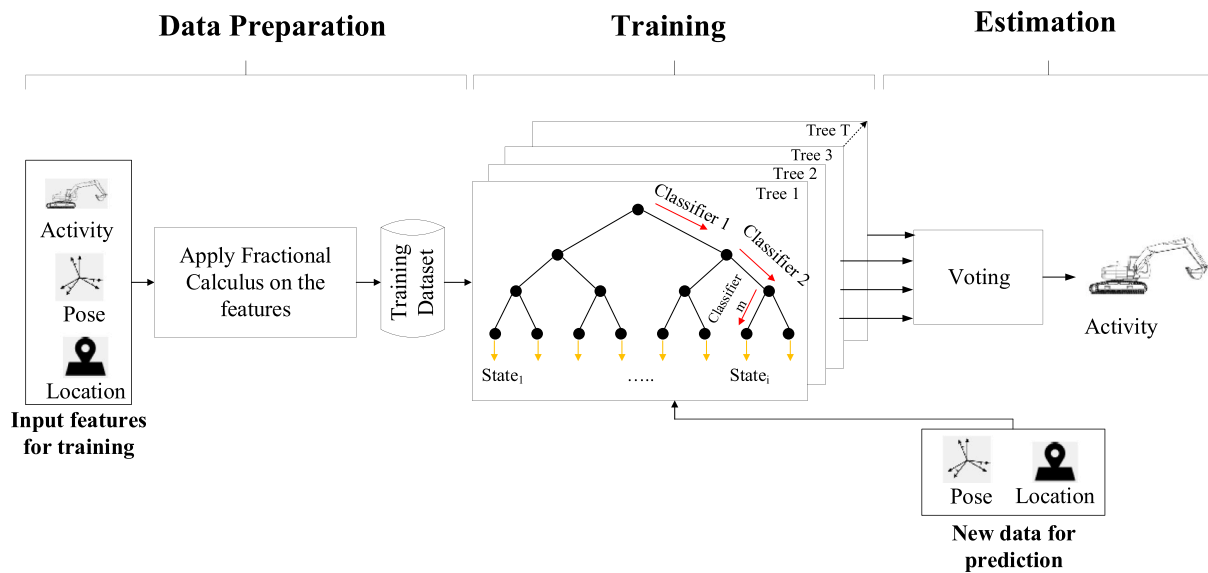 Data Preparation
Training
Estimation
Activity
Pose
Location
Input features
for training
Apply Fractional
Calculus on the
features
Training
Dataset
Tree T
Tree 3
Tree 2
Tree 1
Classifier 1
Classifier 2
Classifier
m
State₁
.....
Stateᵢ
Voting
Activity
Pose
Location
New data for
prediction